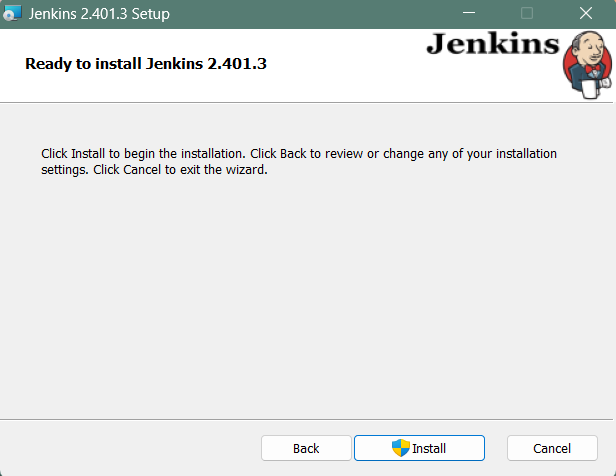 Jenkins 2.401.3 Setup
Jenkins
Ready to install Jenkins 2.401.3
Click Install to begin the installation. Click Back to review or change any of your installation
settings. Click Cancel to exit the wizard.
Back
Install
Cancel